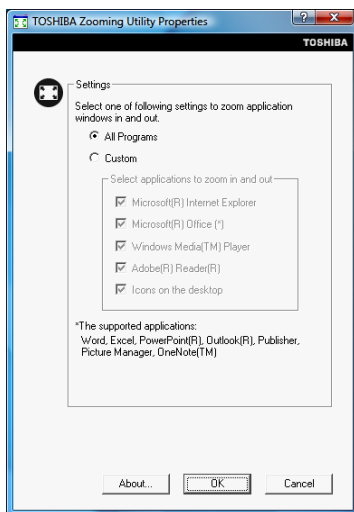 TOSHIBA Zooming Utility Properties
TOSHIBA
Settings
Select one of following settings to zoom application
windows in and out.
All Programs
Custom
Select applications to zoom in and out
Microsoft(R) Internet Explorer
Microsoft(R) Office (*)
Windows Media(TM) Player
Adobe(R) Reader(R)
Icons on the desktop
*The supported applications:
Word, Excel, PowerPoint(R), Outlook(R), Publisher,
Picture Manager, OneNote(TM)
About... OK Cancel